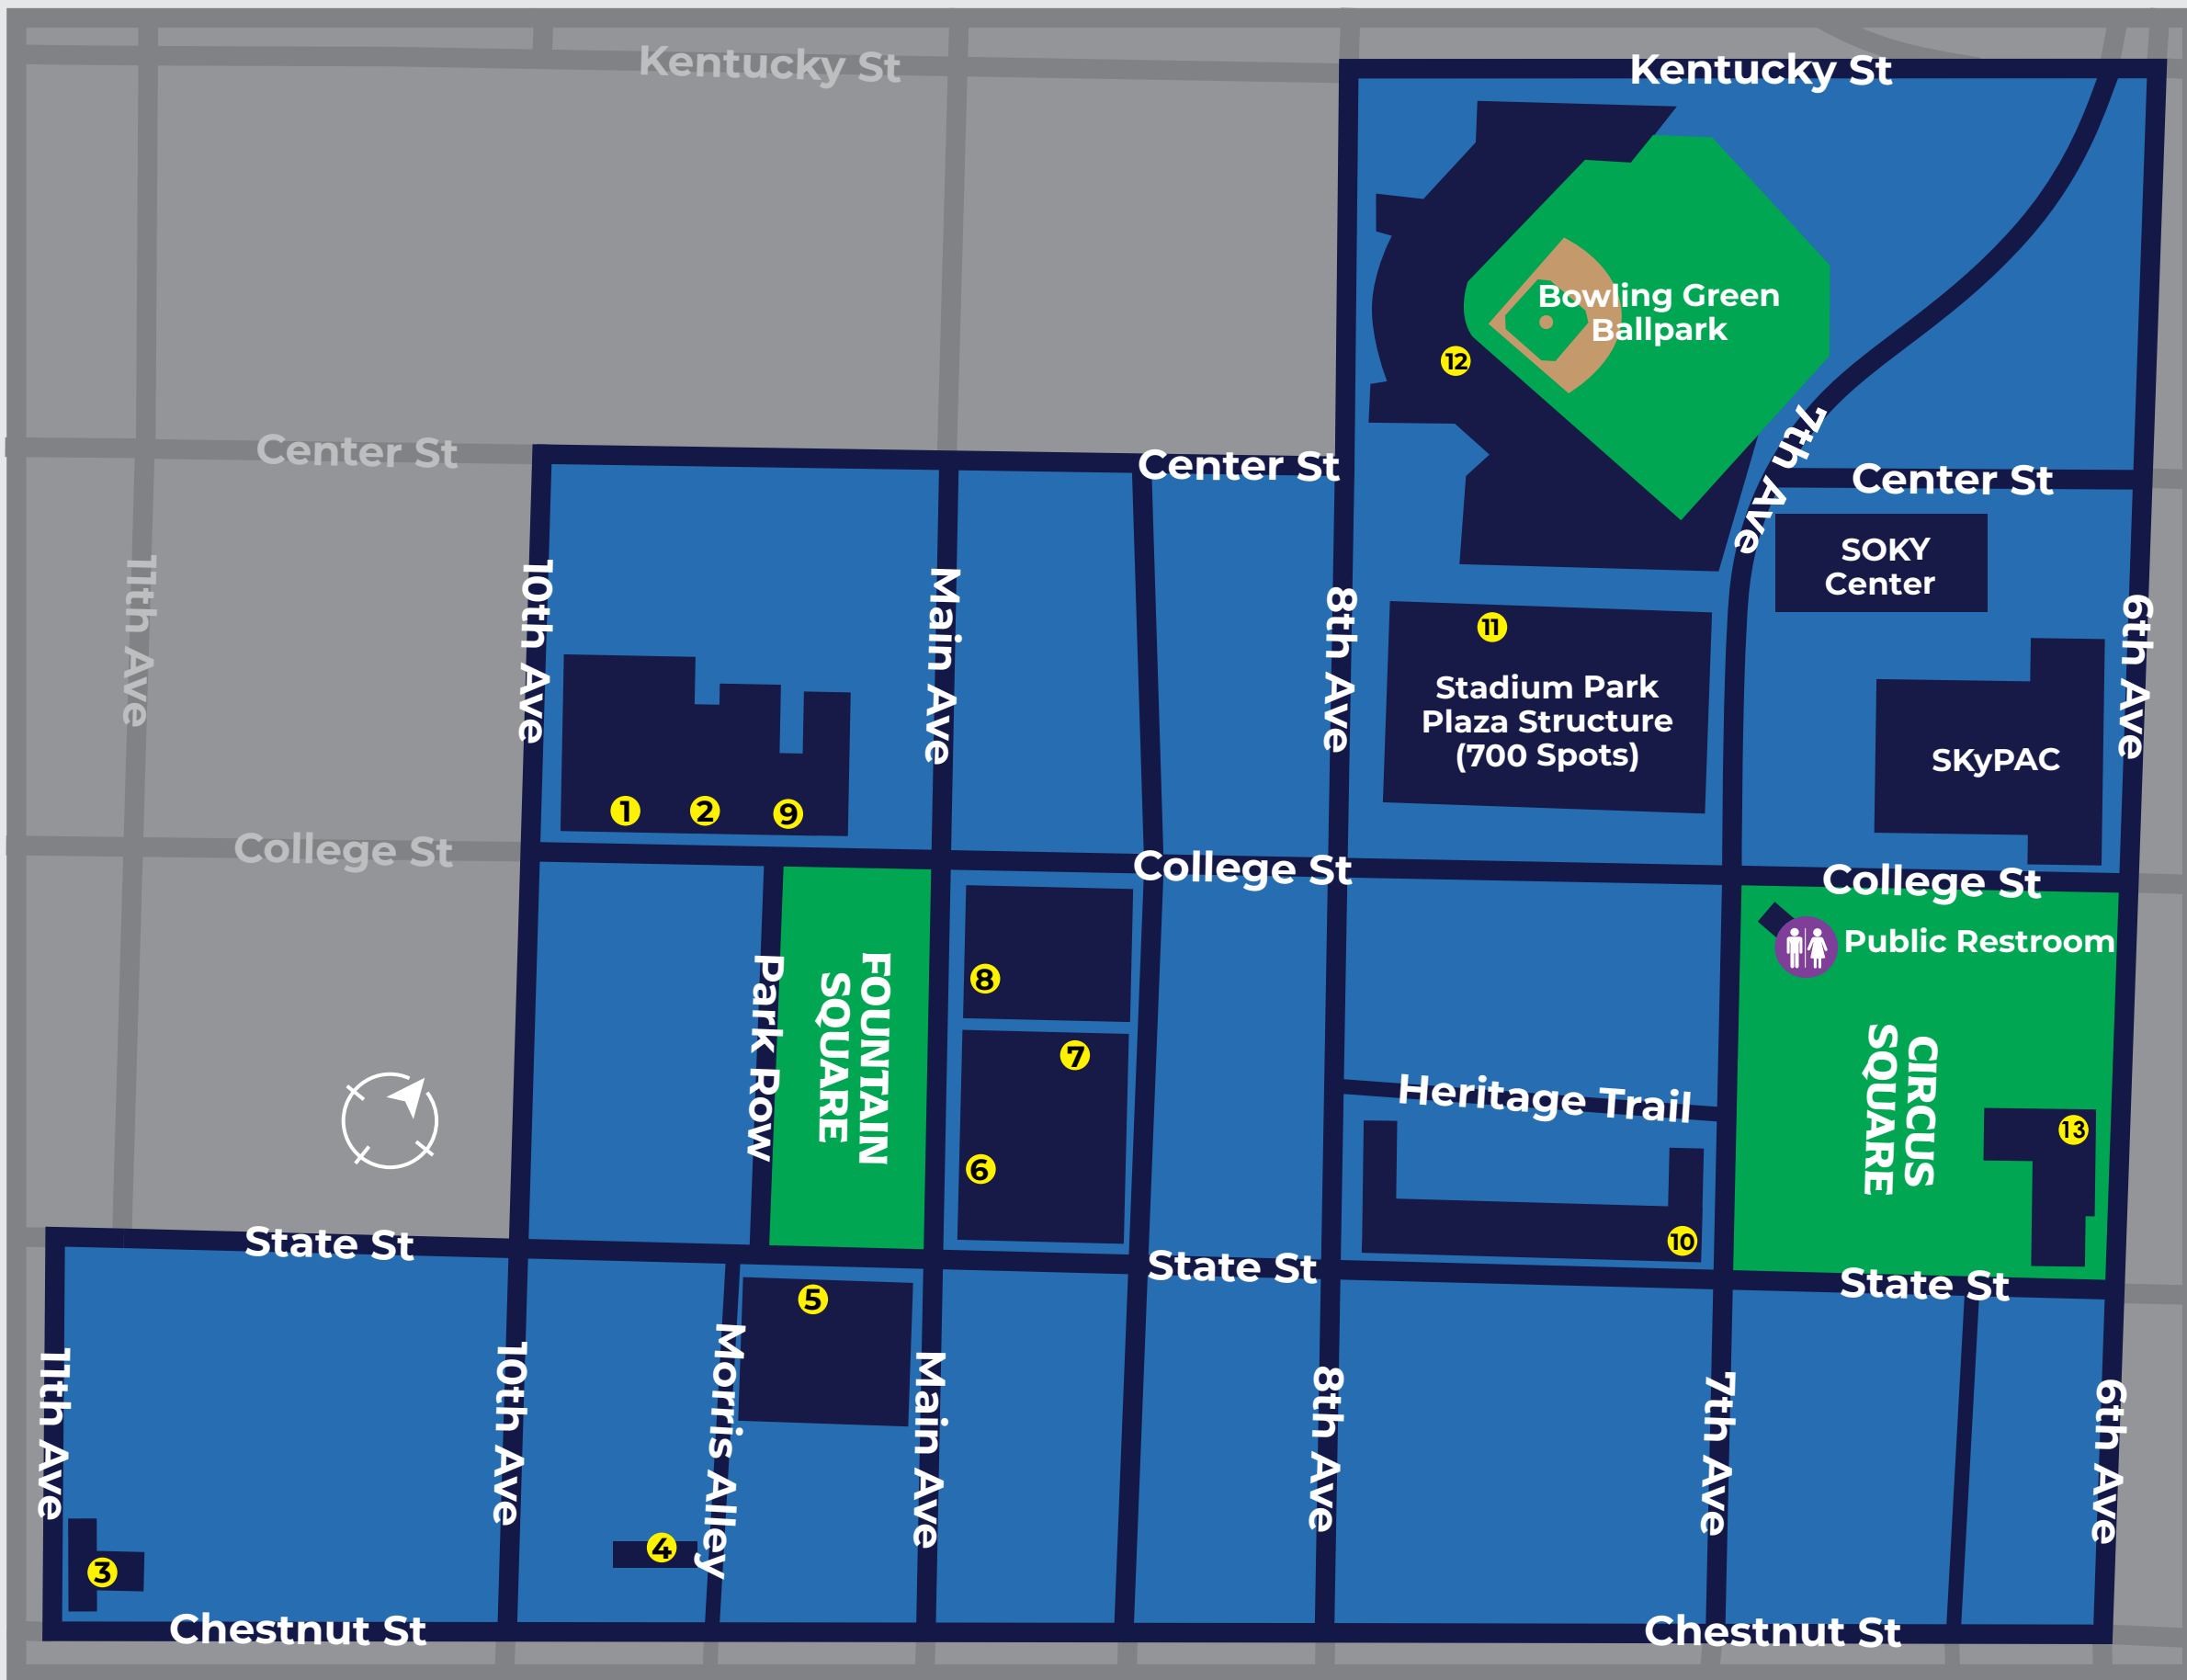 Kentucky St
Kentucky St
Bowling Green
Ballpark
12
7th Ave
Center St
Center St
Center St
SOKY
Center
11th Ave
10th Ave
Main Ave
8th Ave
6th Ave
11
Stadium Park
Plaza Structure
(700 Spots)
SKyPAC
1
2
9
College St
College St
College St
Public Restroom
8
7
6
Park Row
FOUNTAIN
SQUARE
Heritage Trail
CIRCUS
SQUARE
13
10
State St
State St
State St
5
11th Ave
10th Ave
Morris Alley
Main Ave
8th Ave
7th Ave
6th Ave
4
3
Chestnut St
Chestnut St